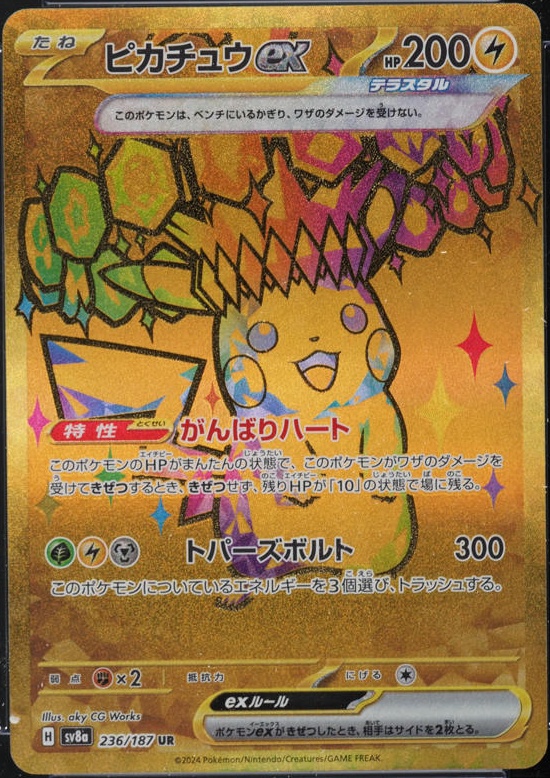 たね ピカチュウex HP 200
テラスタル
このポケモンは、ベンチにいるかぎり、ワザのダメージを受けない。
特性 がんばりハート
このポケモンのHPがまんたんの状態で、このポケモンがワザのダメージを
受けてきぜつするとき、きぜつせず、残りHPが「10」の状態で場に残る。
トパーズボルト 300
このポケモンについているエネルギーを3個選び、トラッシュする。
弱点 ×2 抵抗力 にげる
exルール
ポケモンexがきぜつしたとき、相手はサイドを2枚とる。
Illus. aky CG Works
H sv8a 236/187 UR
©2024 Pokémon/Nintendo/Creatures/GAME FREAK.